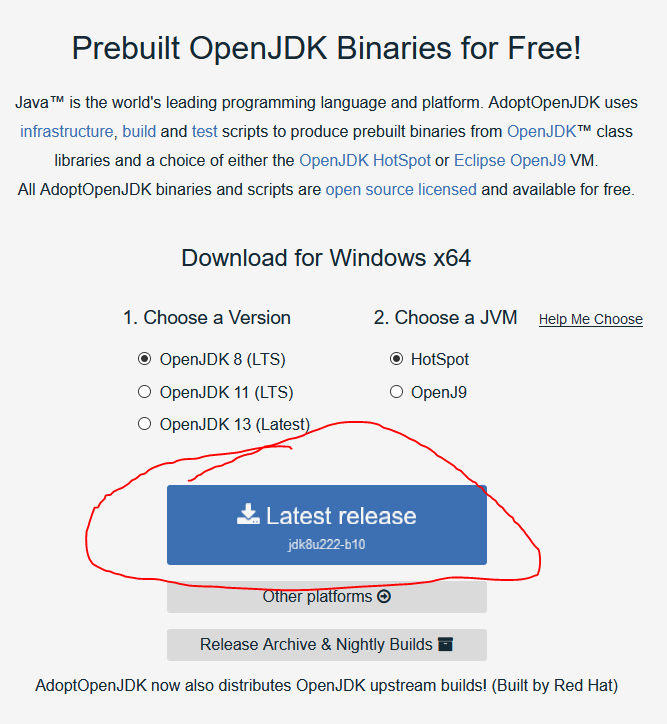 Prebuilt OpenJDK Binaries for Free!
Java™ is the world's leading programming language and platform. AdoptOpenJDK uses
infrastructure, build and test scripts to produce prebuilt binaries from OpenJDK™ class
libraries and a choice of either the OpenJDK HotSpot or Eclipse OpenJ9 VM.
All AdoptOpenJDK binaries and scripts are open source licensed and available for free.
Download for Windows x64
1. Choose a Version
OpenJDK 8 (LTS)
OpenJDK 11 (LTS)
OpenJDK 13 (Latest)
2. Choose a JVM Help Me Choose
HotSpot
OpenJ9
Latest release
jdk8u222-b10
Other platforms
Release Archive & Nightly Builds
AdoptOpenJDK now also distributes OpenJDK upstream builds! (Built by Red Hat)